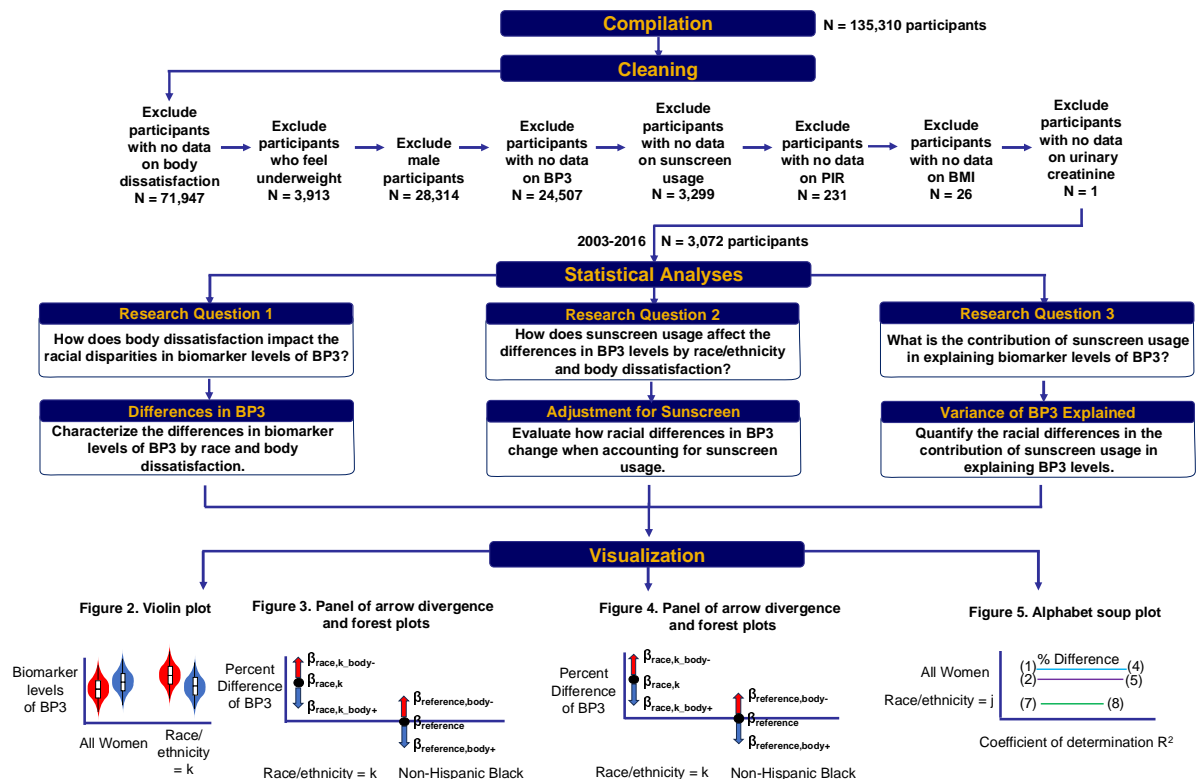 Compilation
N = 135,310 participants
Cleaning
Exclude
participants
with no data
on body
dissatisfaction
N = 71,947
Exclude
participants
who feel
underweight
N = 3,913
Exclude
male
participants
N = 28,314
Exclude
participants
with no data
on BP3
N = 24,507
Exclude
participants
with no data
on sunscreen
usage
N = 3,299
Exclude
participants
with no data
on PIR
N = 231
Exclude
participants
with no data
on BMI
N = 26
Exclude
participants
with no data
on urinary
creatinine
N = 1
2003-2016 N = 3,072 participants
Statistical Analyses
Research Question 1
How does body dissatisfaction impact the
racial disparities in biomarker levels of BP3?
Research Question 2
How does sunscreen usage affect the
differences in BP3 levels by race/ethnicity
and body dissatisfaction?
Research Question 3
What is the contribution of sunscreen usage
in explaining biomarker levels of BP3?
Differences in BP3
Characterize the differences in biomarker
levels of BP3 by race and body
dissatisfaction.
Adjustment for Sunscreen
Evaluate how racial differences in BP3
change when accounting for sunscreen
usage.
Variance of BP3 Explained
Quantify the racial differences in the
contribution of sunscreen usage in
explaining BP3 levels.
Visualization
Figure 2. Violin plot
Biomarker
levels
of BP3
All Women
Race/
ethnicity
= k
Figure 3. Panel of arrow divergence
and forest plots
Percent
Difference
of BP3
βrace,k_body-
βrace,k
βrace,k_body+
βreference,body-
βreference
βreference,body+
Race/ethnicity = k
Non-Hispanic Black
Figure 4. Panel of arrow divergence
and forest plots
Percent
Difference
of BP3
βrace,k_body-
βrace,k
βrace,k_body+
βreference,body-
βreference
βreference,body+
Race/ethnicity = k
Non-Hispanic Black
Figure 5. Alphabet soup plot
All Women
Race/ethnicity = j
% Difference
(1) (4)
(2) (5)
(7) (8)
Coefficient of determination R²